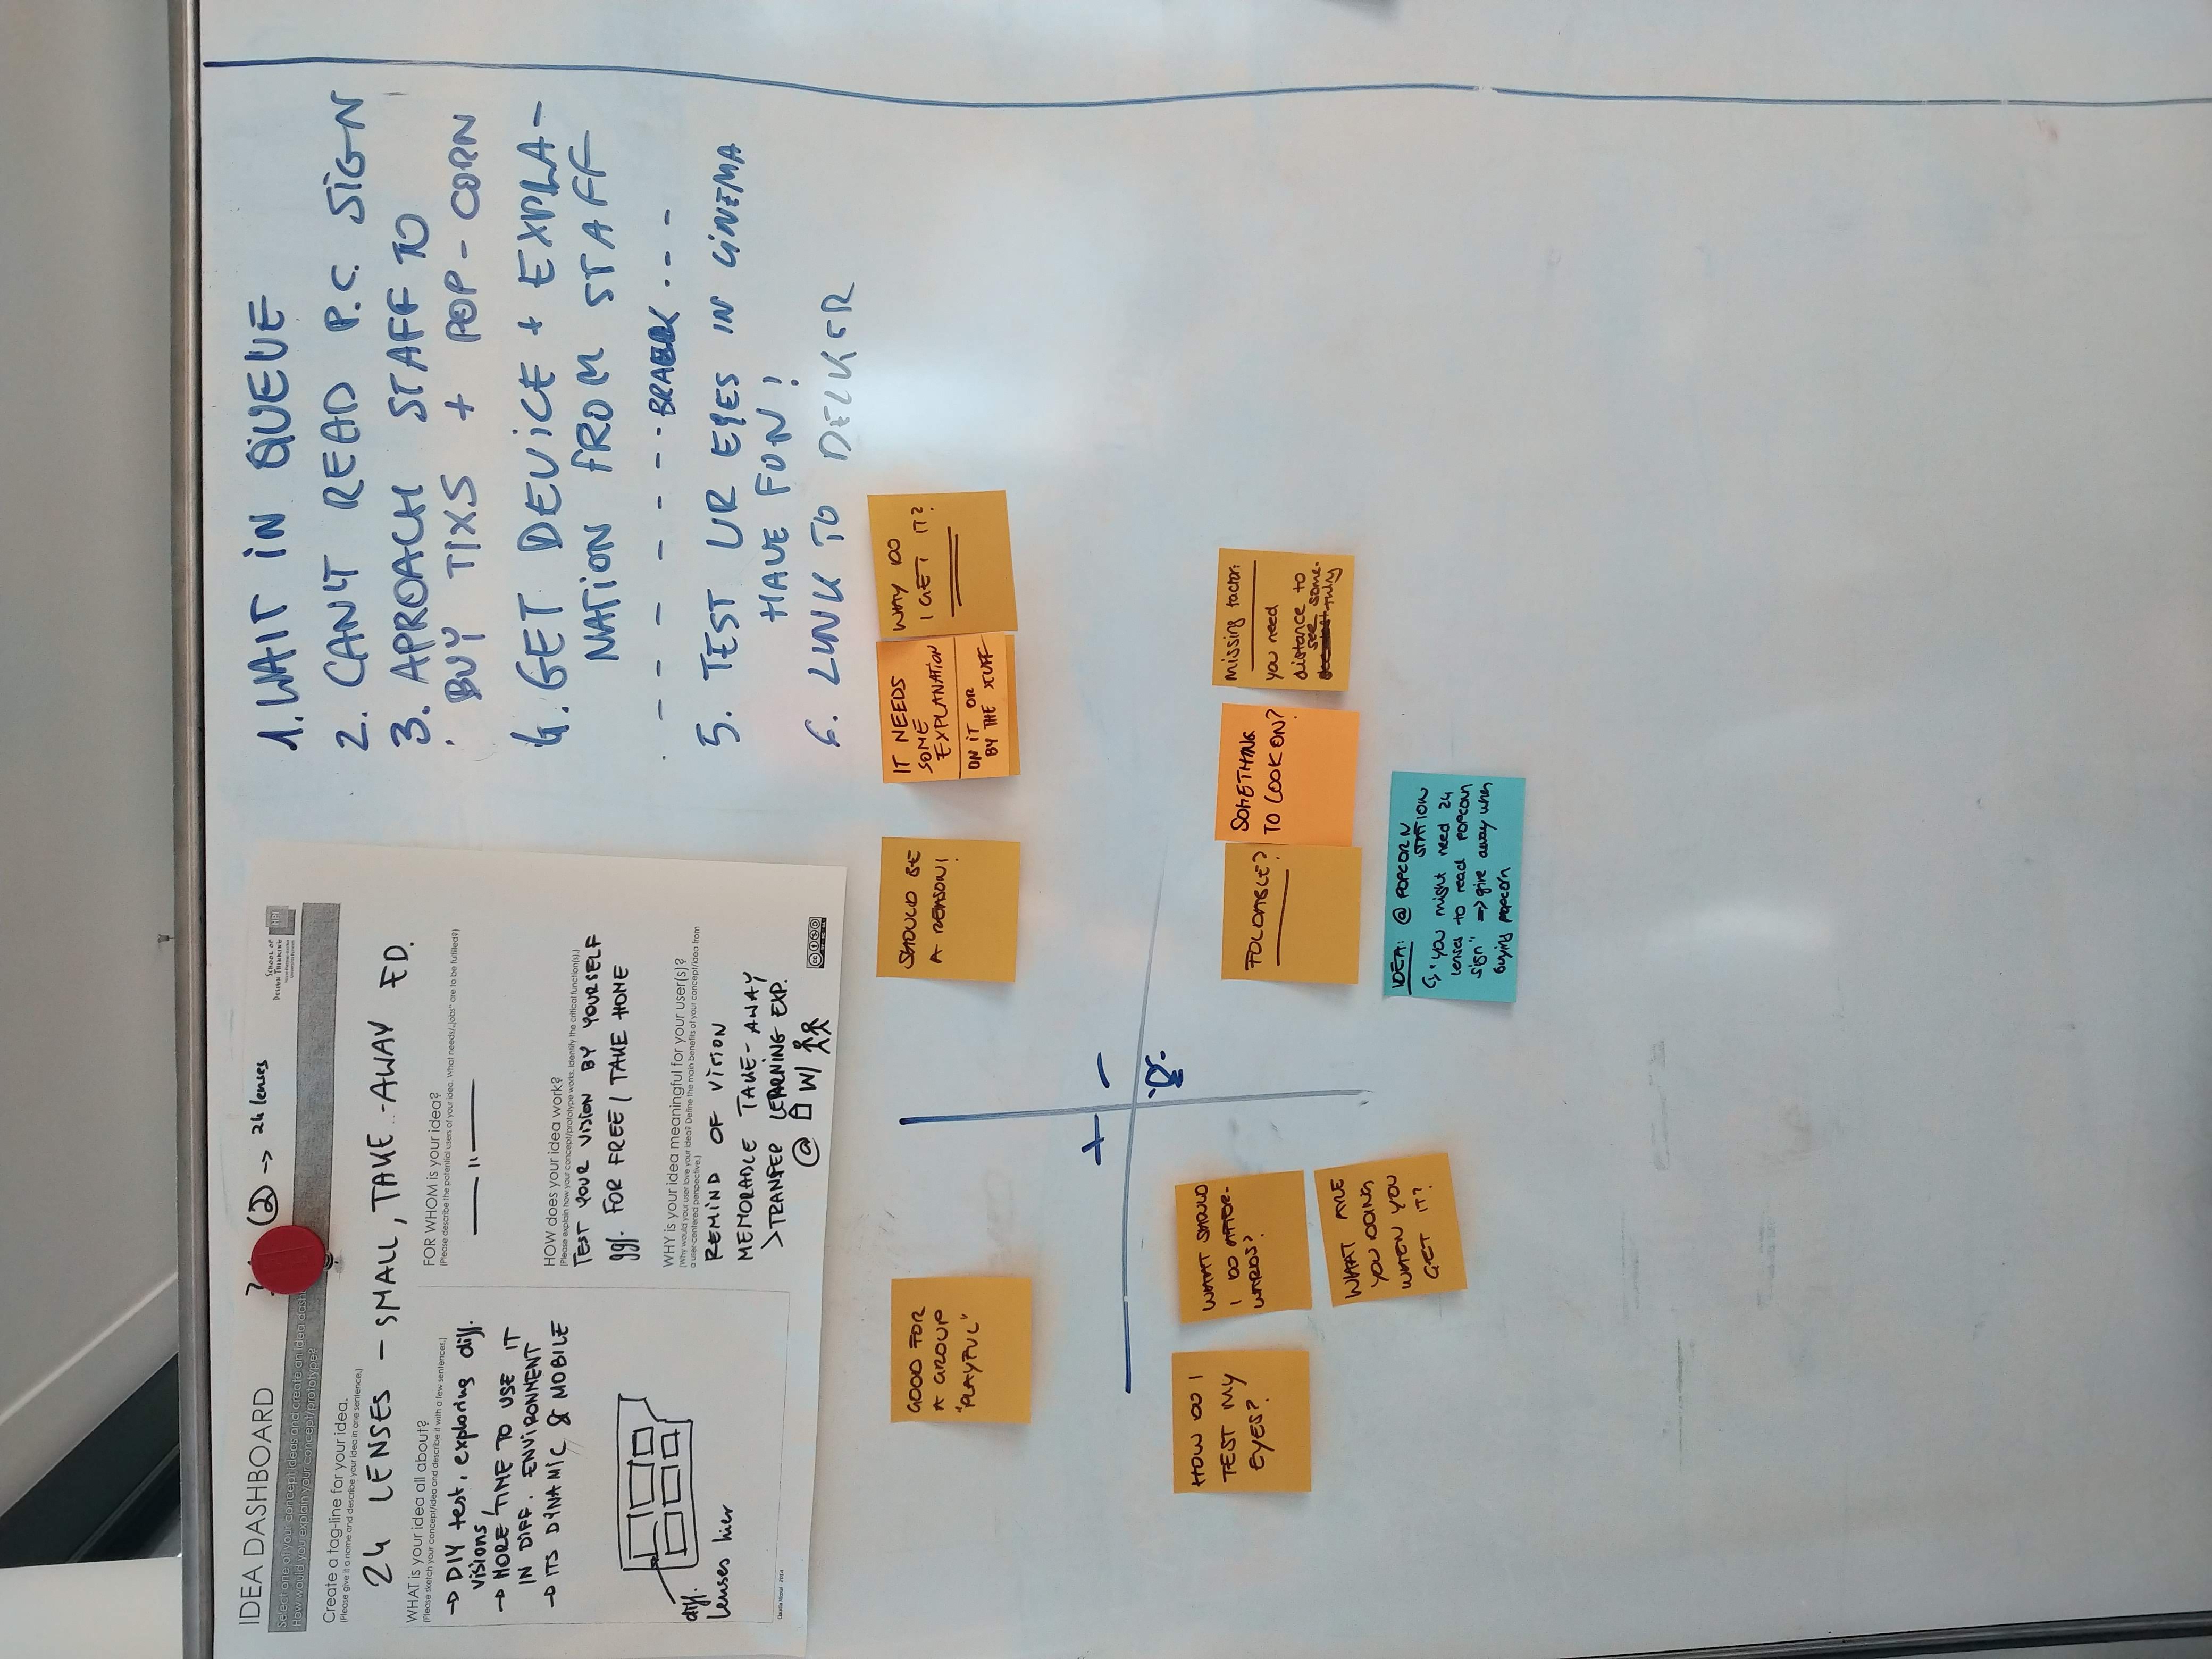 IDEA DASHBOARD
② → 24 lenses
SCHOOL OF
DESIGN THINKING
HPI
Select one of your concept ideas and create an idea dash
How would you explain your concept/prototype?
Create a tag-line for your idea.
(Please give it a name and describe your idea in one sentence.)
24 LENSES - SMALL, TAKE-AWAY ED.
WHAT is your idea all about?
(Please sketch your concept/idea and describe it with a few sentences.)
→ DIY test, exploring diff.
visions,
→ MORE TIME TO USE IT
IN DIFF. ENVIRONMENT
→ ITS DYNAMIC & MOBILE
diff.
lenses hier
Claudia Nicolai - 2014
FOR WHOM is your idea?
(Please describe the potential users of your idea. What needs/„jobs" are to be fulfilled?)
— " —
HOW does your idea work?
(Please explain how your concept/prototype works. Identify the critical function(s).)
TEST YOUR VISION BY YOURSELF
ggf. FOR FREE / TAKE HOME
WHY is your idea meaningful for your user(s)?
(Why would your user love your idea? Define the main benefits of your concept/idea from
a user-centered perspective.)
REMIND OF VISION
MEMORABLE TAKE-AWAY
>TRANFER LEARNING EXP.
@ W/
1. WAIT IN QUEUE
2. CAN'T READ P.C. SIGN
3. APROACH STAFF TO
BUY TIXS + POP-CORN
4. GET DEVICE + EXPLA-
NATION FROM STAFF
5. TEST UR EYES IN CINEMA
HAVE FUN!
6. LINK TO
GOOD FOR
A GROUP
"PLAYFUL"
SHOULD BE
A REASON!
IT NEEDS
SOME
EXPLANATION
ON IT OR
BY THE STUFF
WHY DO
I GET IT?
+ -
HOW DO I
TEST MY
EYES?
WHAT SHOULD
I DO AFTER-
WARDS?
WHAT ARE
YOU DOING
WHEN YOU
GET IT?
FOLDABLE?
SOMETHING
TO LOOK ON?
missing factor:
you need
distance to
see some-
thing
IDEA: @ POPCORN
STATION
↳ "you might need 24
lenses to read popcorn
sign" => give away when
buying popcorn